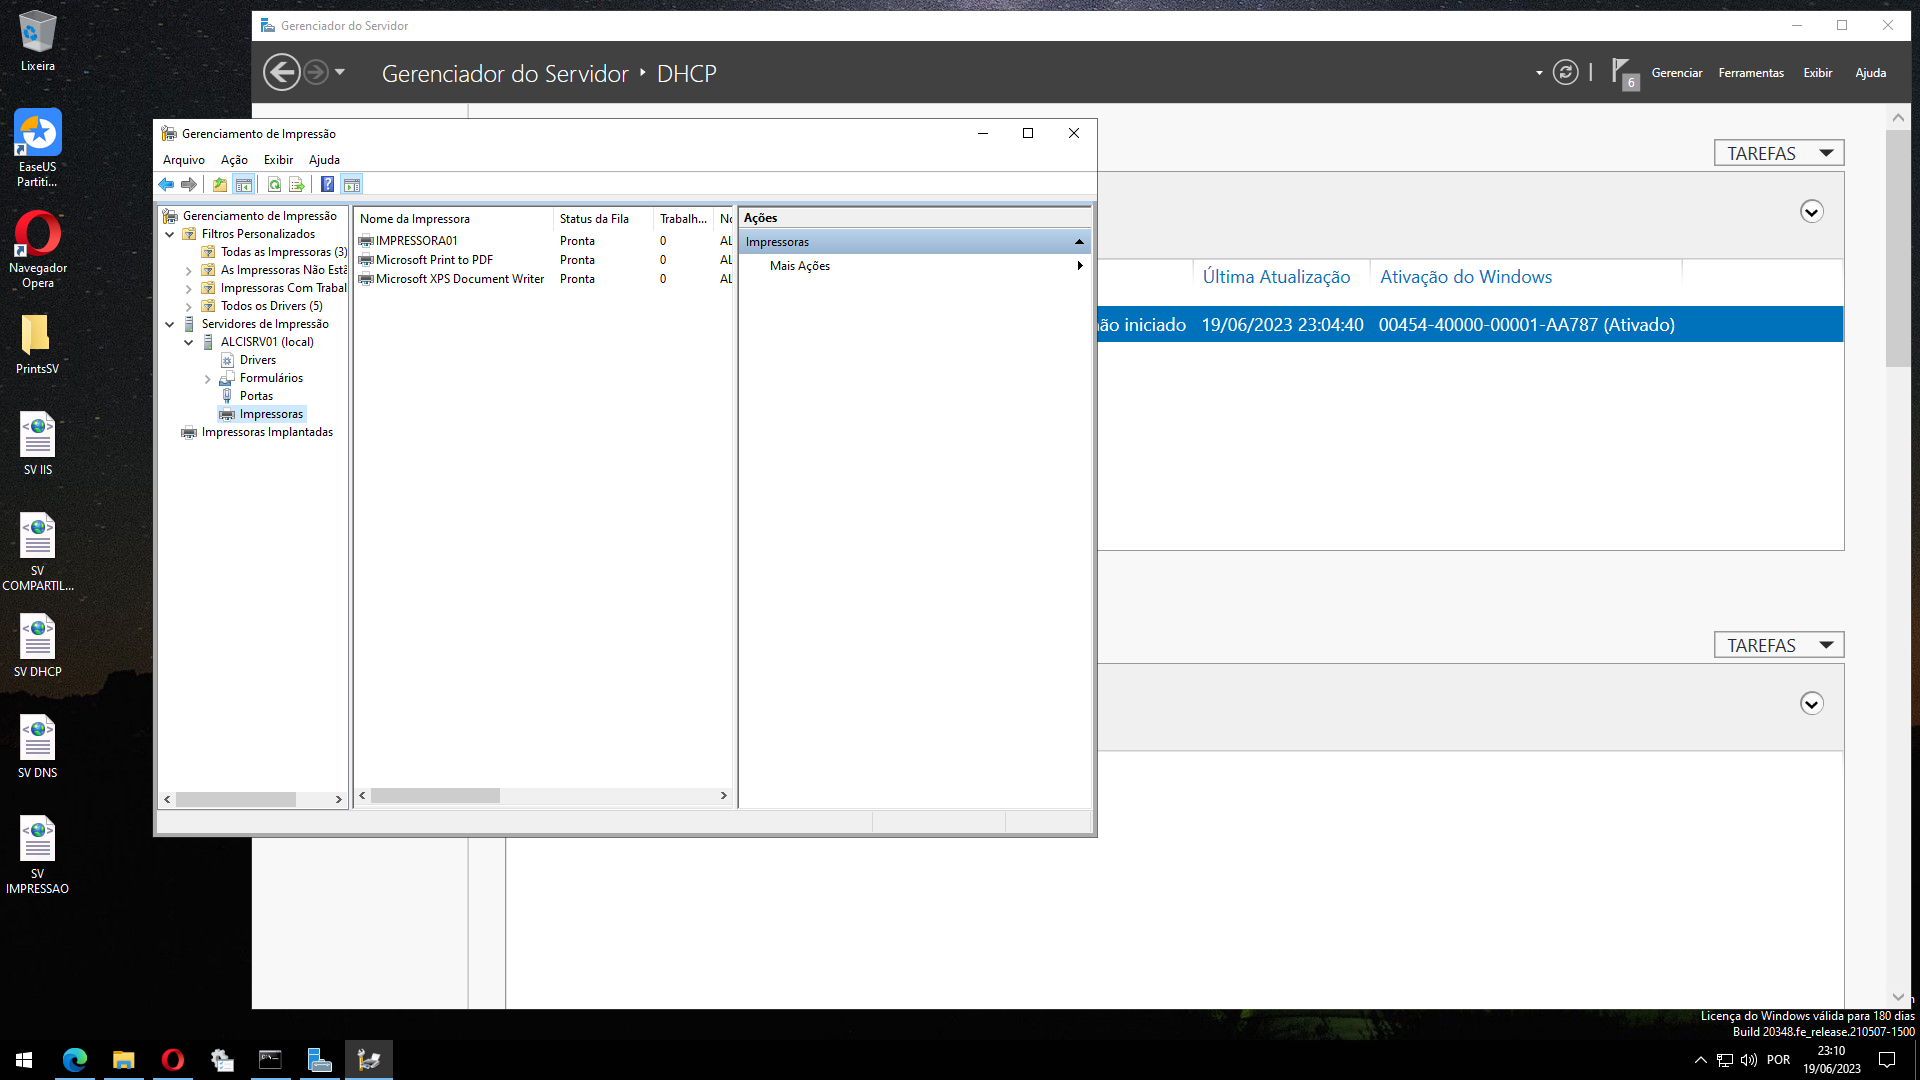 Lixeira
EaseUS
Partiti...
Navegador
Opera
PrintsSV
SV IIS
SV
COMPARTIL...
SV DHCP
SV DNS
SV
IMPRESSAO
Gerenciador do Servidor
Gerenciador do Servidor ‣ DHCP
6
Gerenciar
Ferramentas
Exibir
Ajuda
TAREFAS
Última Atualização
Ativação do Windows
não iniciado 19/06/2023 23:04:40 00454-40000-00001-AA787 (Ativado)
TAREFAS
Gerenciamento de Impressão
Arquivo Ação Exibir Ajuda
Gerenciamento de Impressão
Filtros Personalizados
Todas as Impressoras (3)
As Impressoras Não Estã
Impressoras Com Trabal
Todos os Drivers (5)
Servidores de Impressão
ALCISRV01 (local)
Drivers
Formulários
Portas
Impressoras
Impressoras Implantadas
Nome da Impressora Status da Fila Trabalh... No
IMPRESSORA01 Pronta 0 AL
Microsoft Print to PDF Pronta 0 AL
Microsoft XPS Document Writer Pronta 0 AL
Ações
Impressoras
Mais Ações
Licença do Windows válida para 180 dias
Build 20348.fe_release.210507-1500
POR
23:10
19/06/2023